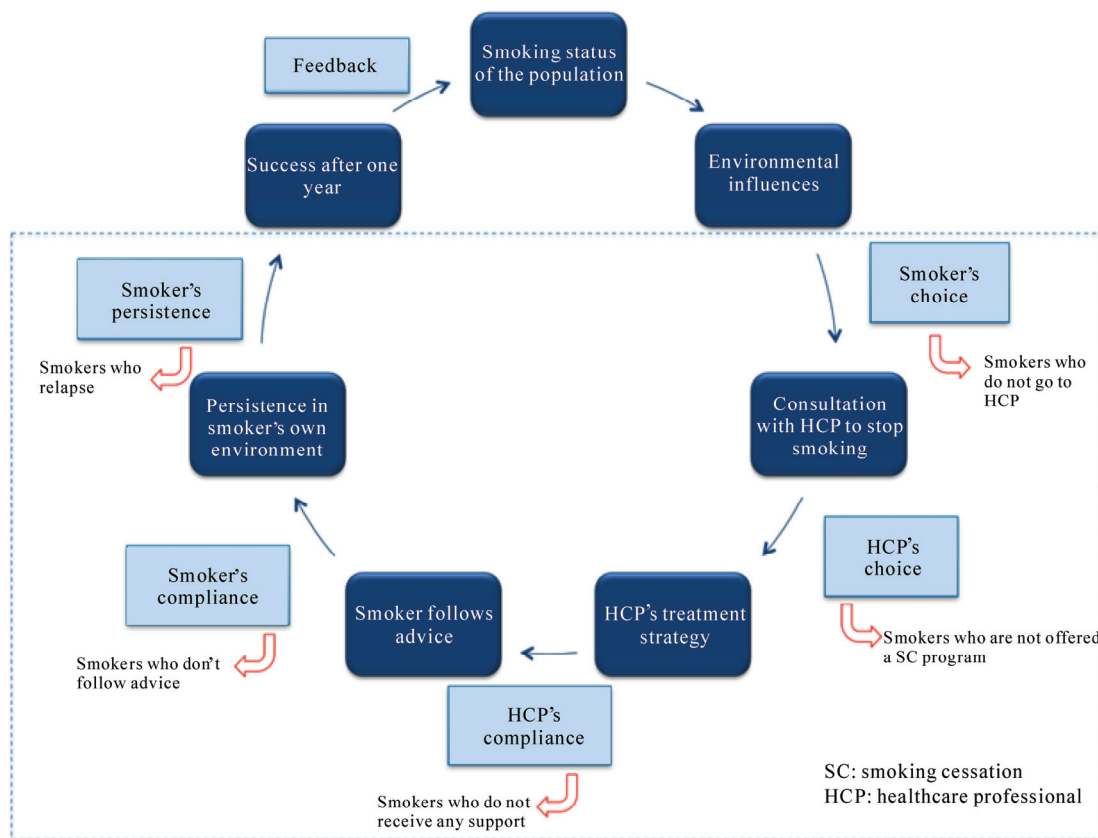 Feedback
Smoking status
of the population
Success after one
year
Environmental
influences
Smoker's
persistence
Smoker's
choice
Smokers who
relapse
Smokers who
do not go to
HCP
Persistence in
smoker's own
environment
Consultation
with HCP to stop
smoking
Smoker's
compliance
HCP's
choice
Smoker follows
advice
HCP's treatment
strategy
Smokers who don't
follow advice
Smokers who are not offered
a SC program
HCP's
compliance
Smokers who do not
receive any support
SC: smoking cessation
HCP: healthcare professional